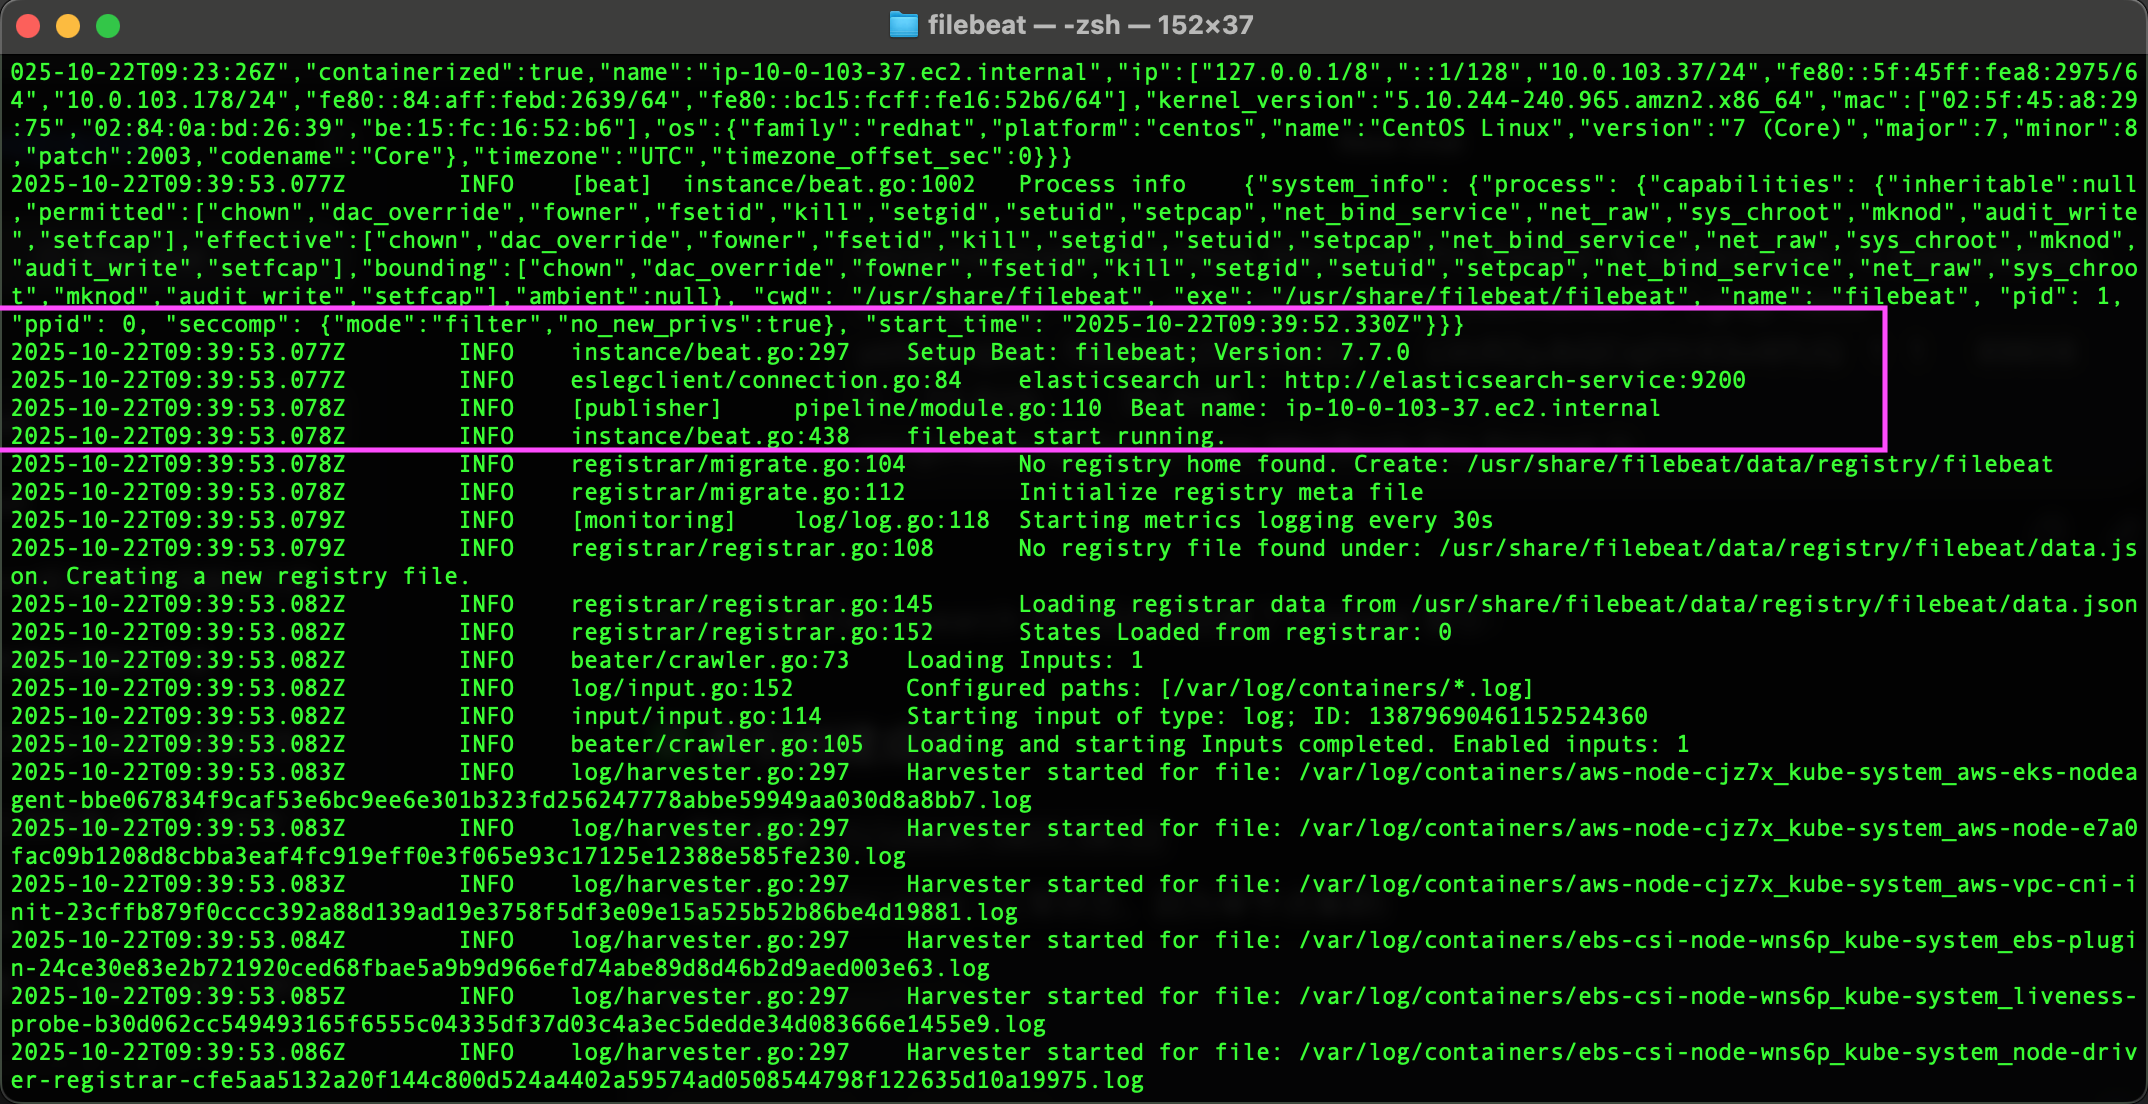 filebeat — -zsh — 152×37
025-10-22T09:23:26Z","containerized":true,"name":"ip-10-0-103-37.ec2.internal","ip":["127.0.0.1/8","::1/128","10.0.103.37/24","fe80::5f:45ff:fea8:2975/6
4","10.0.103.178/24","fe80::84:aff:febd:2639/64","fe80::bc15:fcff:fe16:52b6/64"],"kernel_version":"5.10.244-240.965.amzn2.x86_64","mac":["02:5f:45:a8:29
:75","02:84:0a:bd:26:39","be:15:fc:16:52:b6"],"os":{"family":"redhat","platform":"centos","name":"CentOS Linux","version":"7 (Core)","major":7,"minor":8
,"patch":2003,"codename":"Core"},"timezone":"UTC","timezone_offset_sec":0}}}
2025-10-22T09:39:53.077Z        INFO    [beat]  instance/beat.go:1002   Process info    {"system_info": {"process": {"capabilities": {"inheritable":null
,"permitted":["chown","dac_override","fowner","fsetid","kill","setgid","setuid","setpcap","net_bind_service","net_raw","sys_chroot","mknod","audit_write
","setfcap"],"effective":["chown","dac_override","fowner","fsetid","kill","setgid","setuid","setpcap","net_bind_service","net_raw","sys_chroot","mknod",
"audit_write","setfcap"],"bounding":["chown","dac_override","fowner","fsetid","kill","setgid","setuid","setpcap","net_bind_service","net_raw","sys_chroo
t","mknod","audit_write","setfcap"],"ambient":null}, "cwd": "/usr/share/filebeat", "exe": "/usr/share/filebeat/filebeat", "name": "filebeat", "pid": 1,
"ppid": 0, "seccomp": {"mode":"filter","no_new_privs":true}, "start_time": "2025-10-22T09:39:52.330Z"}}}
2025-10-22T09:39:53.077Z        INFO    instance/beat.go:297    Setup Beat: filebeat; Version: 7.7.0
2025-10-22T09:39:53.077Z        INFO    eslegclient/connection.go:84    elasticsearch url: http://elasticsearch-service:9200
2025-10-22T09:39:53.078Z        INFO    [publisher]     pipeline/module.go:110  Beat name: ip-10-0-103-37.ec2.internal
2025-10-22T09:39:53.078Z        INFO    instance/beat.go:438    filebeat start running.
2025-10-22T09:39:53.078Z        INFO    registrar/migrate.go:104        No registry home found. Create: /usr/share/filebeat/data/registry/filebeat
2025-10-22T09:39:53.078Z        INFO    registrar/migrate.go:112        Initialize registry meta file
2025-10-22T09:39:53.079Z        INFO    [monitoring]    log/log.go:118  Starting metrics logging every 30s
2025-10-22T09:39:53.079Z        INFO    registrar/registrar.go:108      No registry file found under: /usr/share/filebeat/data/registry/filebeat/data.js
on. Creating a new registry file.
2025-10-22T09:39:53.082Z        INFO    registrar/registrar.go:145      Loading registrar data from /usr/share/filebeat/data/registry/filebeat/data.json
2025-10-22T09:39:53.082Z        INFO    registrar/registrar.go:152      States Loaded from registrar: 0
2025-10-22T09:39:53.082Z        INFO    beater/crawler.go:73    Loading Inputs: 1
2025-10-22T09:39:53.082Z        INFO    log/input.go:152        Configured paths: [/var/log/containers/*.log]
2025-10-22T09:39:53.082Z        INFO    input/input.go:114      Starting input of type: log; ID: 13879690461152524360
2025-10-22T09:39:53.082Z        INFO    beater/crawler.go:105   Loading and starting Inputs completed. Enabled inputs: 1
2025-10-22T09:39:53.083Z        INFO    log/harvester.go:297    Harvester started for file: /var/log/containers/aws-node-cjz7x_kube-system_aws-eks-nodea
gent-bbe067834f9caf53e6bc9ee6e301b323fd256247778abbe59949aa030d8a8bb7.log
2025-10-22T09:39:53.083Z        INFO    log/harvester.go:297    Harvester started for file: /var/log/containers/aws-node-cjz7x_kube-system_aws-node-e7a0
fac09b1208d8cbba3eaf4fc919eff0e3f065e93c17125e12388e585fe230.log
2025-10-22T09:39:53.083Z        INFO    log/harvester.go:297    Harvester started for file: /var/log/containers/aws-node-cjz7x_kube-system_aws-vpc-cni-i
nit-23cffb879f0cccc392a88d139ad19e3758f5df3e09e15a525b52b86be4d19881.log
2025-10-22T09:39:53.084Z        INFO    log/harvester.go:297    Harvester started for file: /var/log/containers/ebs-csi-node-wns6p_kube-system_ebs-plugi
n-24ce30e83e2b721920ced68fbae5a9b9d966efd74abe89d8d46b2d9aed003e63.log
2025-10-22T09:39:53.085Z        INFO    log/harvester.go:297    Harvester started for file: /var/log/containers/ebs-csi-node-wns6p_kube-system_liveness-
probe-b30d062cc549493165f6555c04335df37d03c4a3ec5dedde34d083666e1455e9.log
2025-10-22T09:39:53.086Z        INFO    log/harvester.go:297    Harvester started for file: /var/log/containers/ebs-csi-node-wns6p_kube-system_node-driv
er-registrar-cfe5aa5132a20f144c800d524a4402a59574ad0508544798f122635d10a19975.log